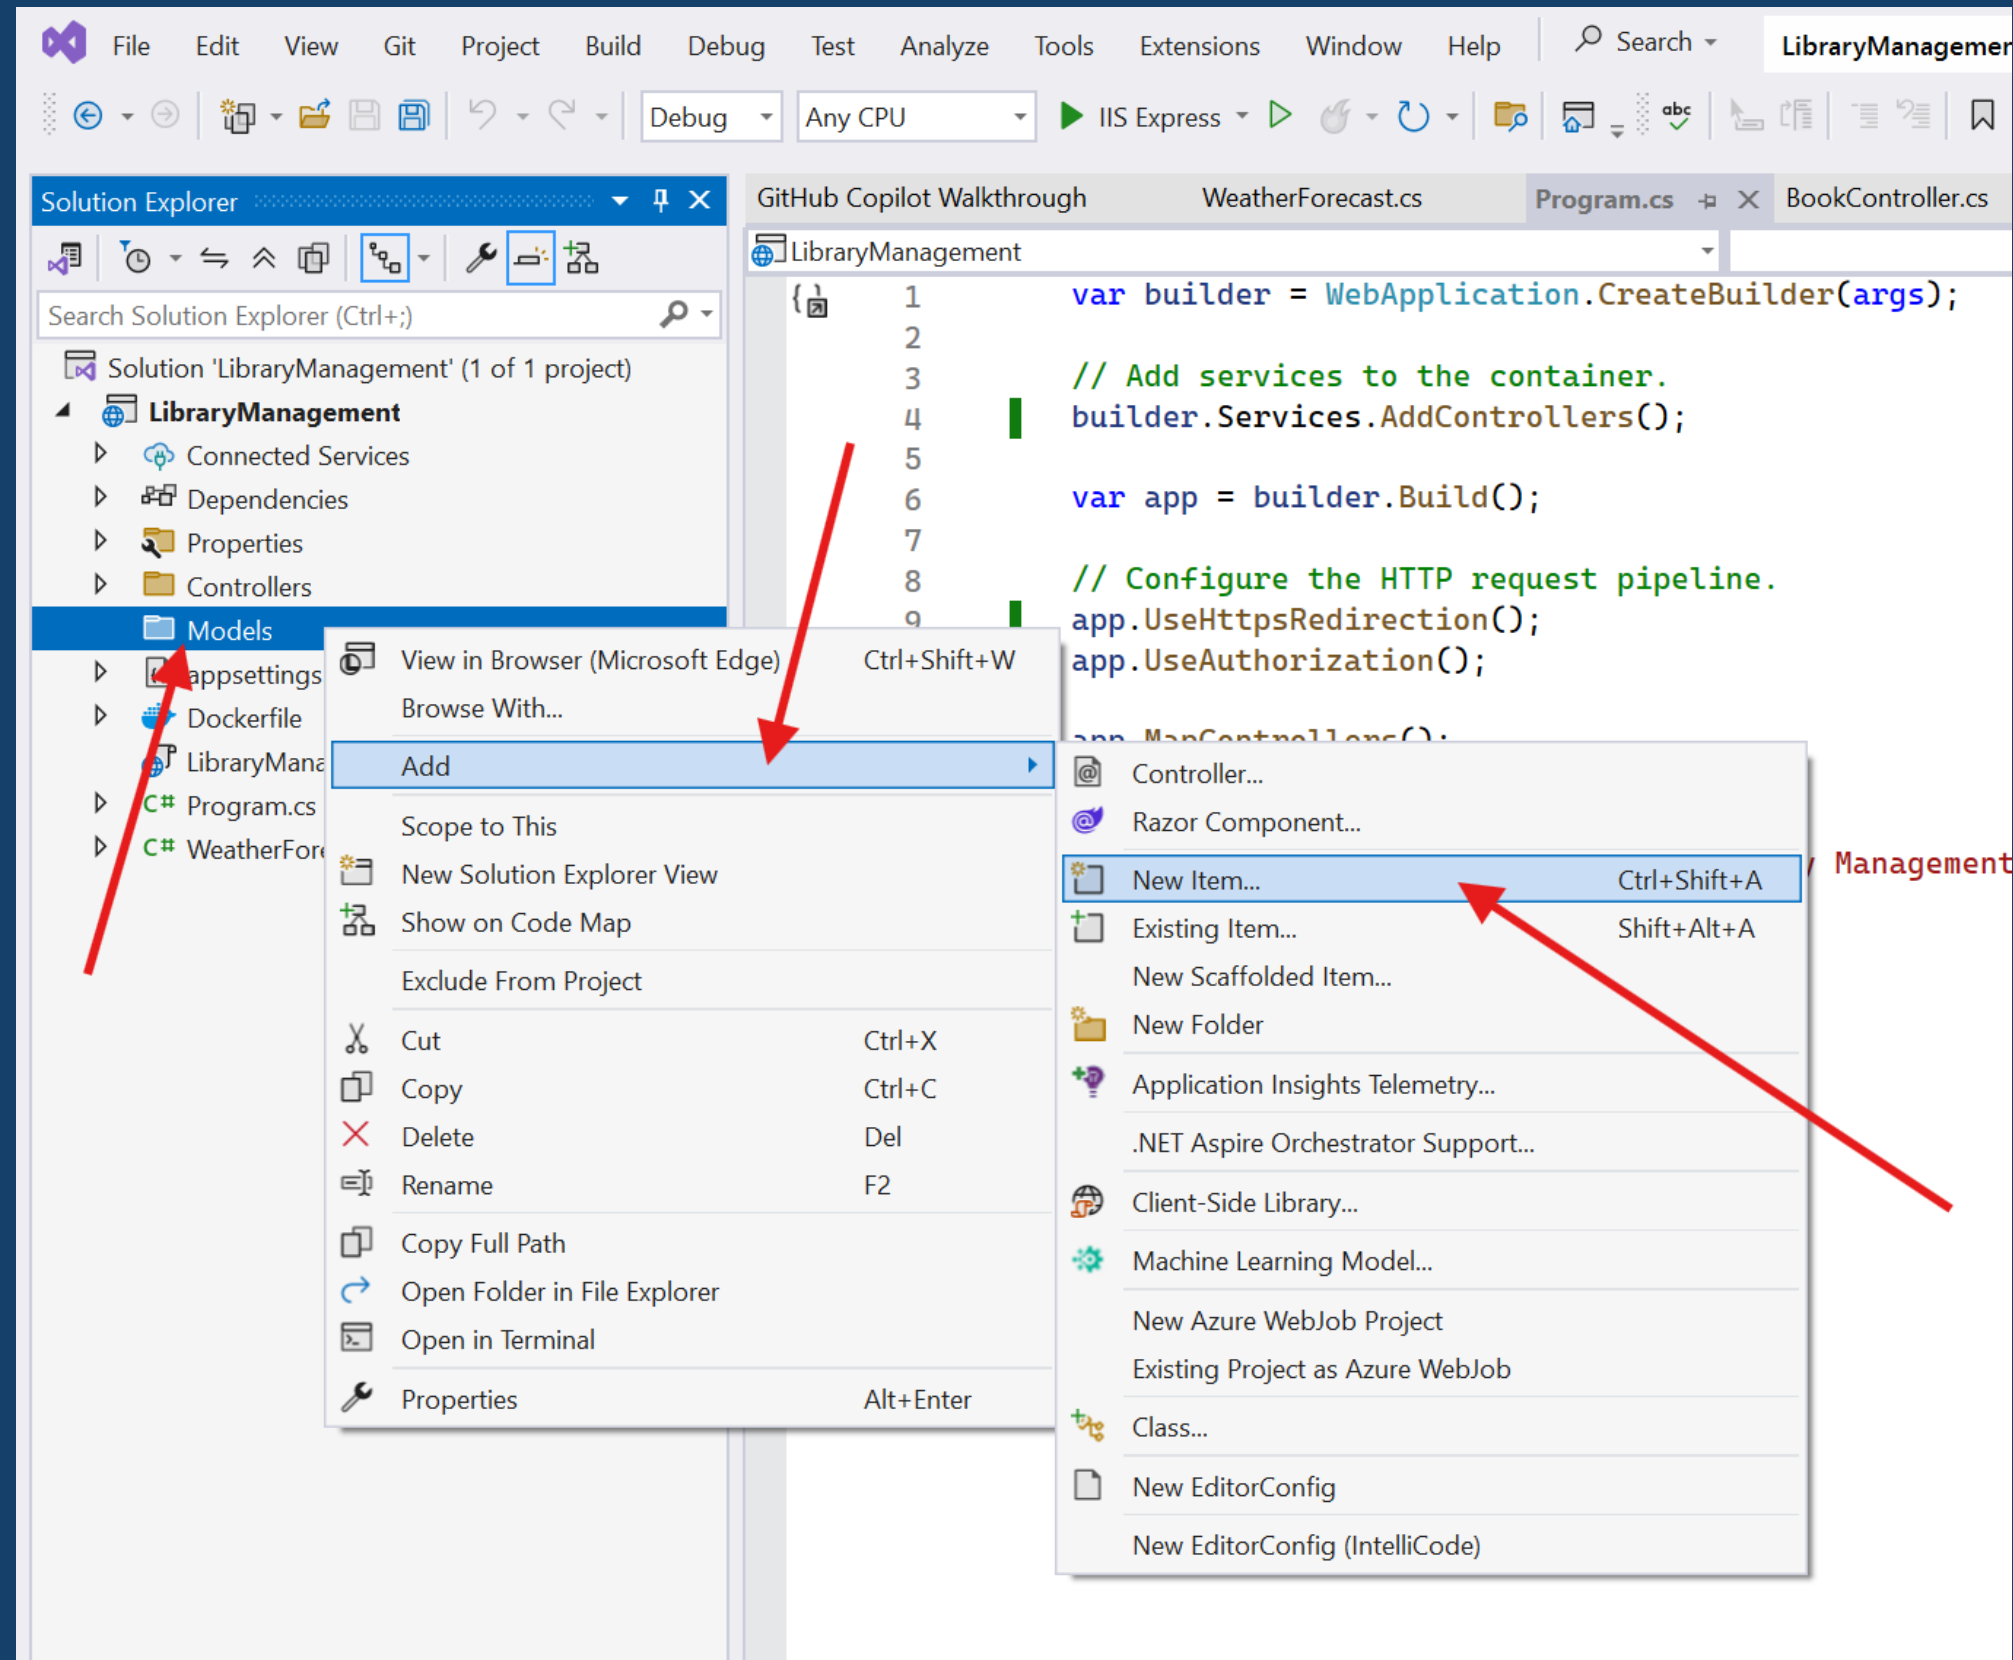 File Edit View Git Project Build Debug Test Analyze Tools Extensions Window Help Search LibraryManagemen
Debug Any CPU IIS Express abc
Solution Explorer
Search Solution Explorer (Ctrl+;)
Solution 'LibraryManagement' (1 of 1 project)
LibraryManagement
Connected Services
Dependencies
Properties
Controllers
Models
appsettings
Dockerfile
LibraryMana
C# Program.cs
C# WeatherFore
GitHub Copilot Walkthrough WeatherForecast.cs Program.cs BookController.cs
LibraryManagement
1 var builder = WebApplication.CreateBuilder(args);
2
3 // Add services to the container.
4 builder.Services.AddControllers();
5
6 var app = builder.Build();
7
8 // Configure the HTTP request pipeline.
9 app.UseHttpsRedirection();
app.UseAuthorization();
app.MapControllers();
Management
View in Browser (Microsoft Edge) Ctrl+Shift+W
Browse With...
Add
Scope to This
New Solution Explorer View
Show on Code Map
Exclude From Project
Cut Ctrl+X
Copy Ctrl+C
Delete Del
Rename F2
Copy Full Path
Open Folder in File Explorer
Open in Terminal
Properties Alt+Enter
Controller...
Razor Component...
New Item... Ctrl+Shift+A
Existing Item... Shift+Alt+A
New Scaffolded Item...
New Folder
Application Insights Telemetry...
.NET Aspire Orchestrator Support...
Client-Side Library...
Machine Learning Model...
New Azure WebJob Project
Existing Project as Azure WebJob
Class...
New EditorConfig
New EditorConfig (IntelliCode)